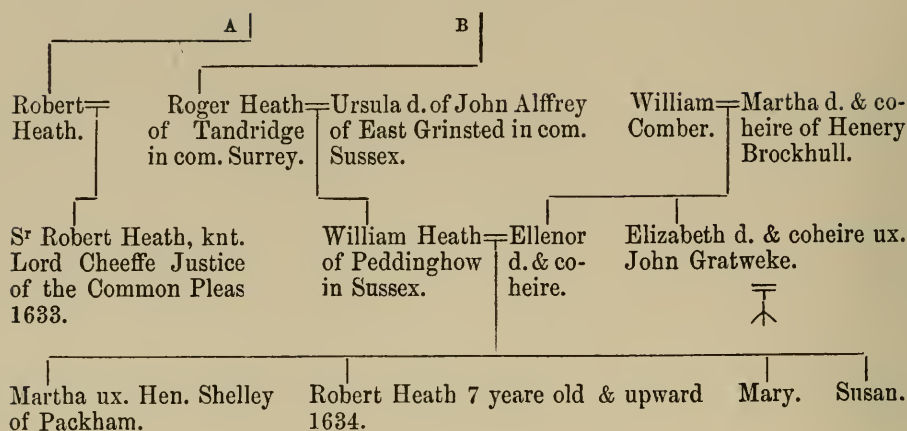 A
B
Robert
Heath.
Roger Heath
of Tandridge
in com. Surrey.
Ursula d. of John Alffrey
of East Grinsted in com.
Sussex.
William
Comber.
Martha d. & co-
heire of Henery
Brockhull.
Sʳ Robert Heath, knt.
Lord Cheeffe Justice
of the Common Pleas
1633.
William Heath
of Peddinghow
in Sussex.
Ellenor
d. & co-
heire.
Elizabeth d. & coheire ux.
John Gratweke.
Martha ux. Hen. Shelley
of Packham.
Robert Heath 7 yeare old & upward
1634.
Mary.
Susan.